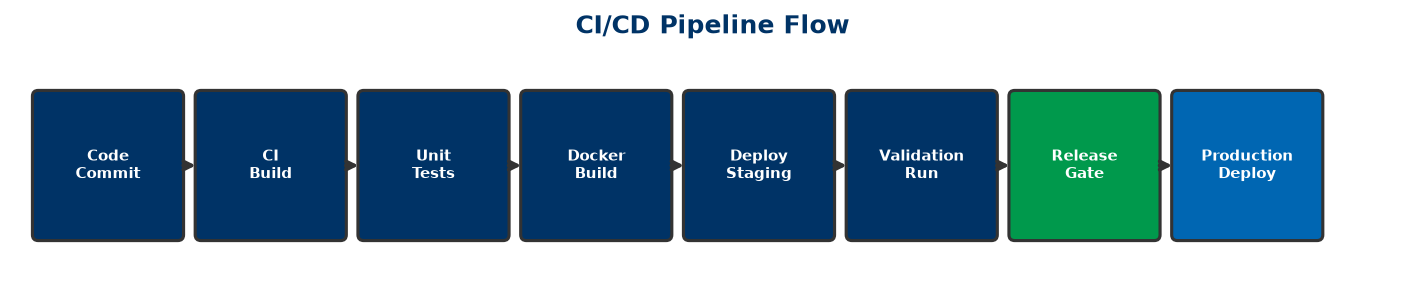 CI/CD Pipeline Flow
Code
Commit
CI
Build
Unit
Tests
Docker
Build
Deploy
Staging
Validation
Run
Release
Gate
Production
Deploy